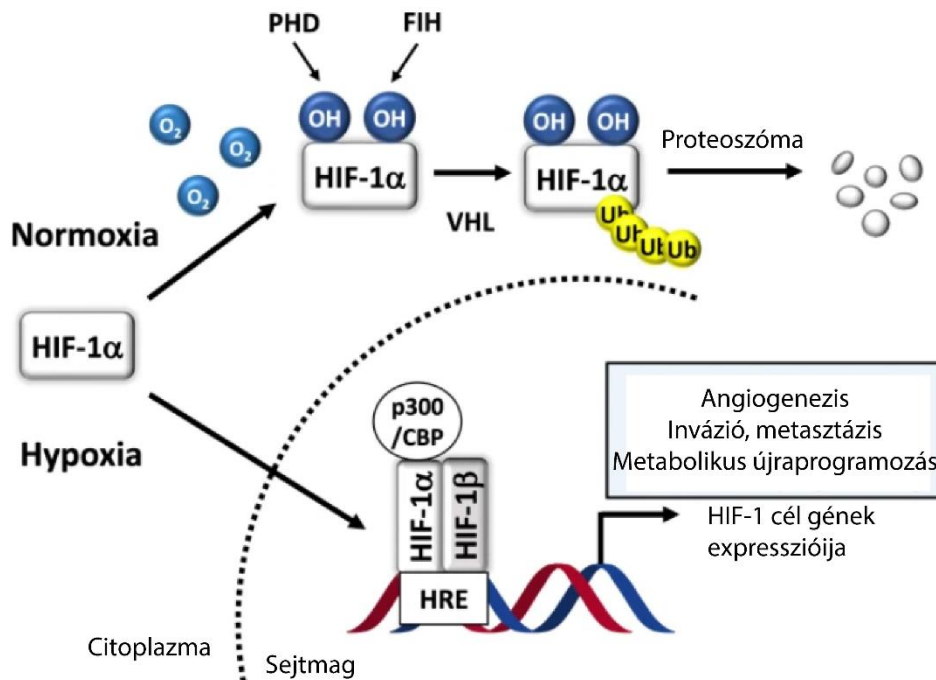 PHD
FIH
O₂
O₂
O₂
OH
OH
HIF-1α
VHL
OH
OH
HIF-1α
Ub
Ub
Ub
Ub
Proteoszóma
Normoxia
HIF-1α
Hypoxia
p300
/CBP
HIF-1α
HIF-1β
HRE
Angiogenezis
Invázió, metasztázis
Metabolikus újraprogramozás
HIF-1 cél gének
expresszióija
Citoplazma
Sejtmag